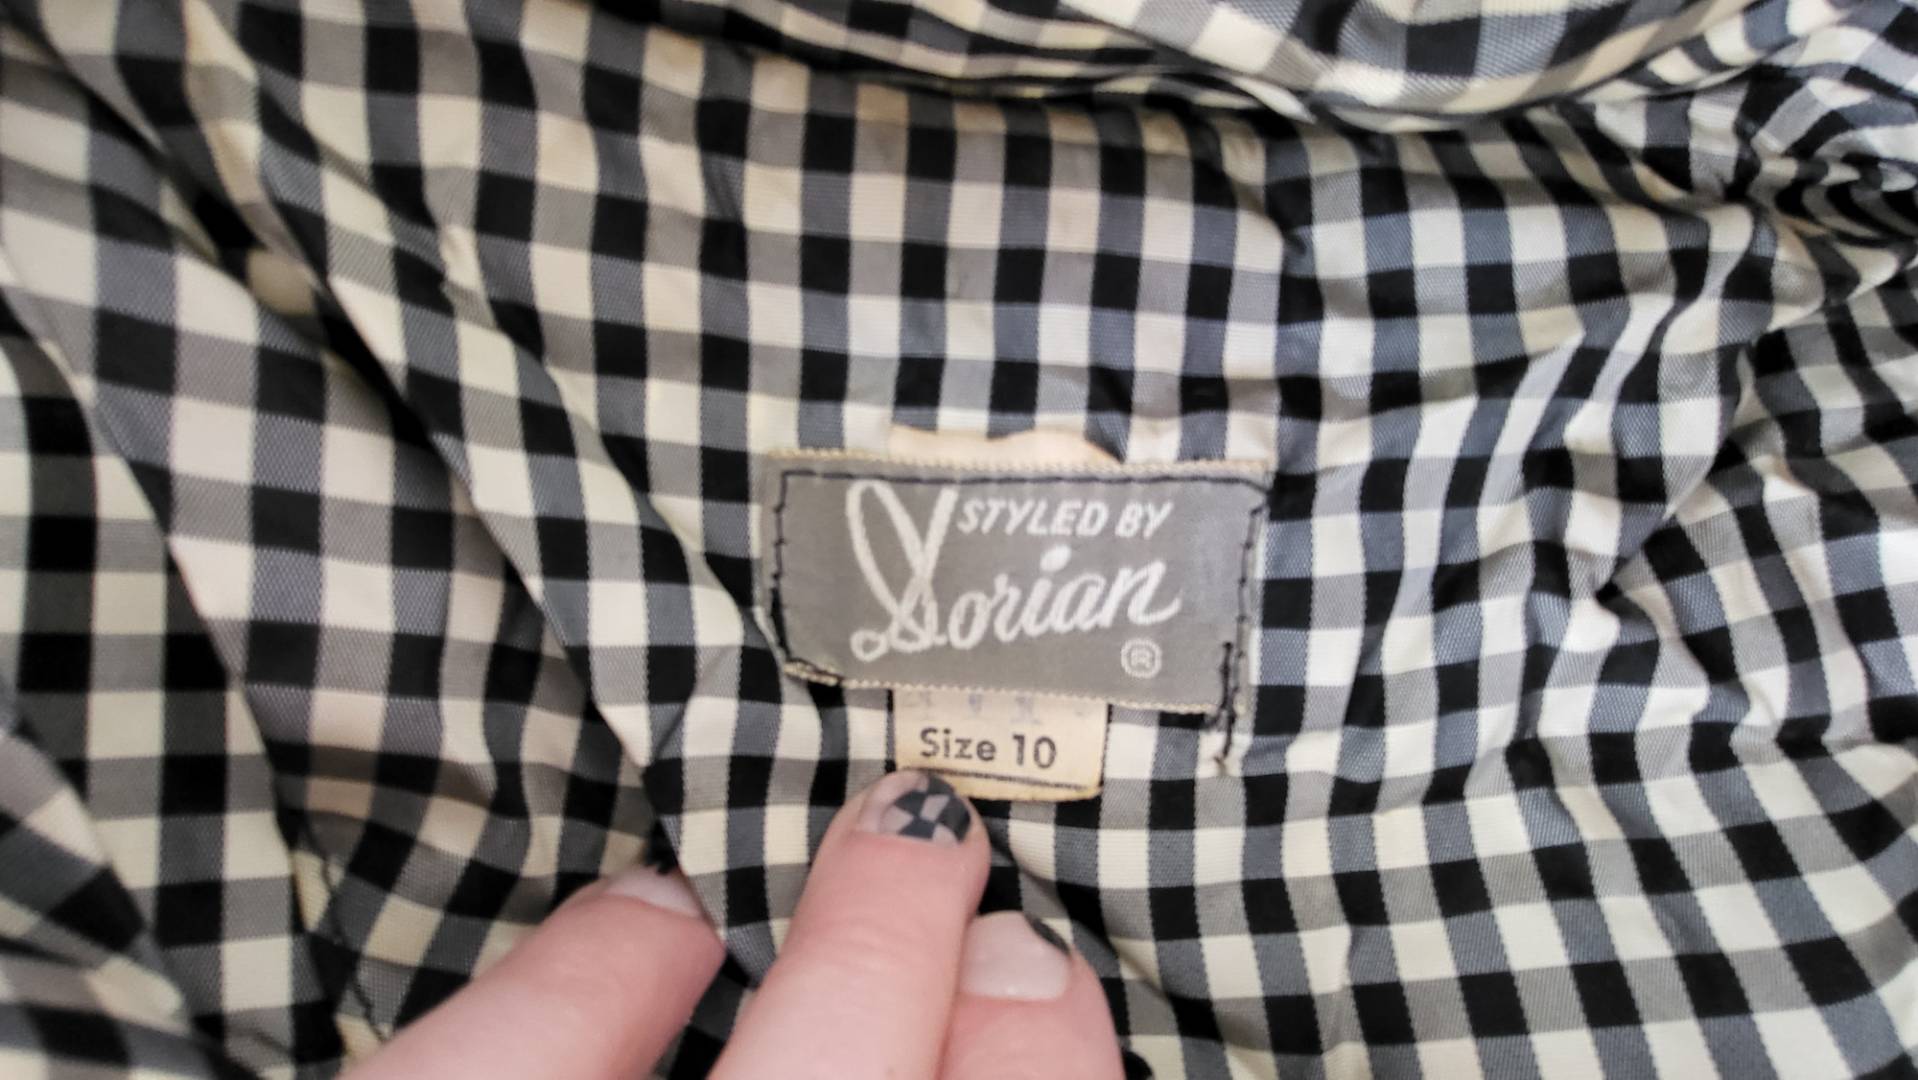 STYLED BY
Dorian
®
Size 10